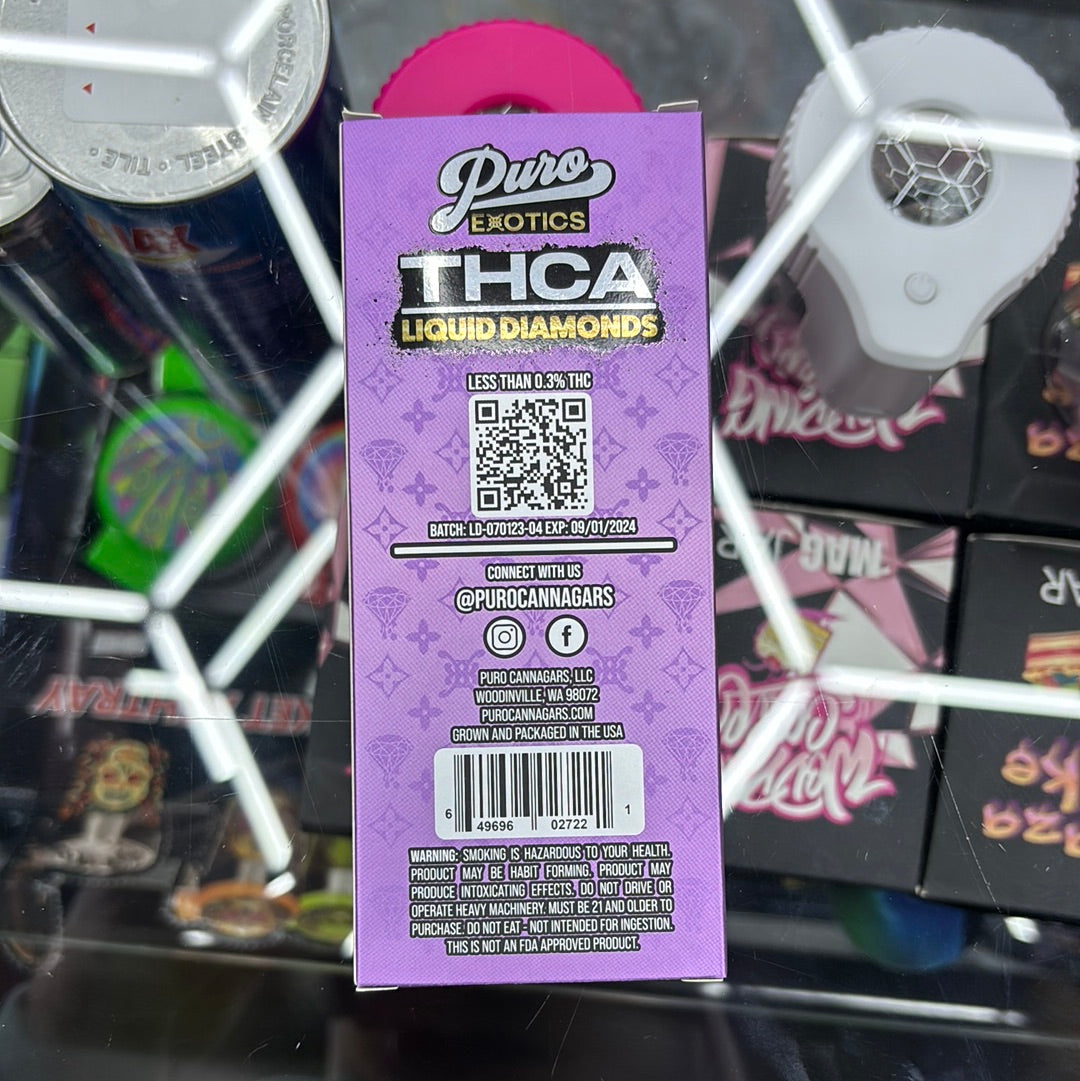 PORCELAIN
STEEL • TILE •
Puro
EXOTICS
THCA
LIQUID DIAMONDS
LESS THAN 0.3% THC
BATCH: LD-070123-04 EXP: 09/01/2024
CONNECT WITH US
@PUROCANNAGARS
PURO CANNAGARS, LLC
WOODINVILLE, WA 98072
PUROCANNAGARS.COM
GROWN AND PACKAGED IN THE USA
6 49696 02722 1
WARNING: SMOKING IS HAZARDOUS TO YOUR HEALTH.
PRODUCT MAY BE HABIT FORMING. PRODUCT MAY
PRODUCE INTOXICATING EFFECTS. DO NOT DRIVE OR
OPERATE HEAVY MACHINERY. MUST BE 21 AND OLDER TO
PURCHASE. DO NOT EAT - NOT INTENDED FOR INGESTION.
THIS IS NOT AN FDA APPROVED PRODUCT.
MAG JAR